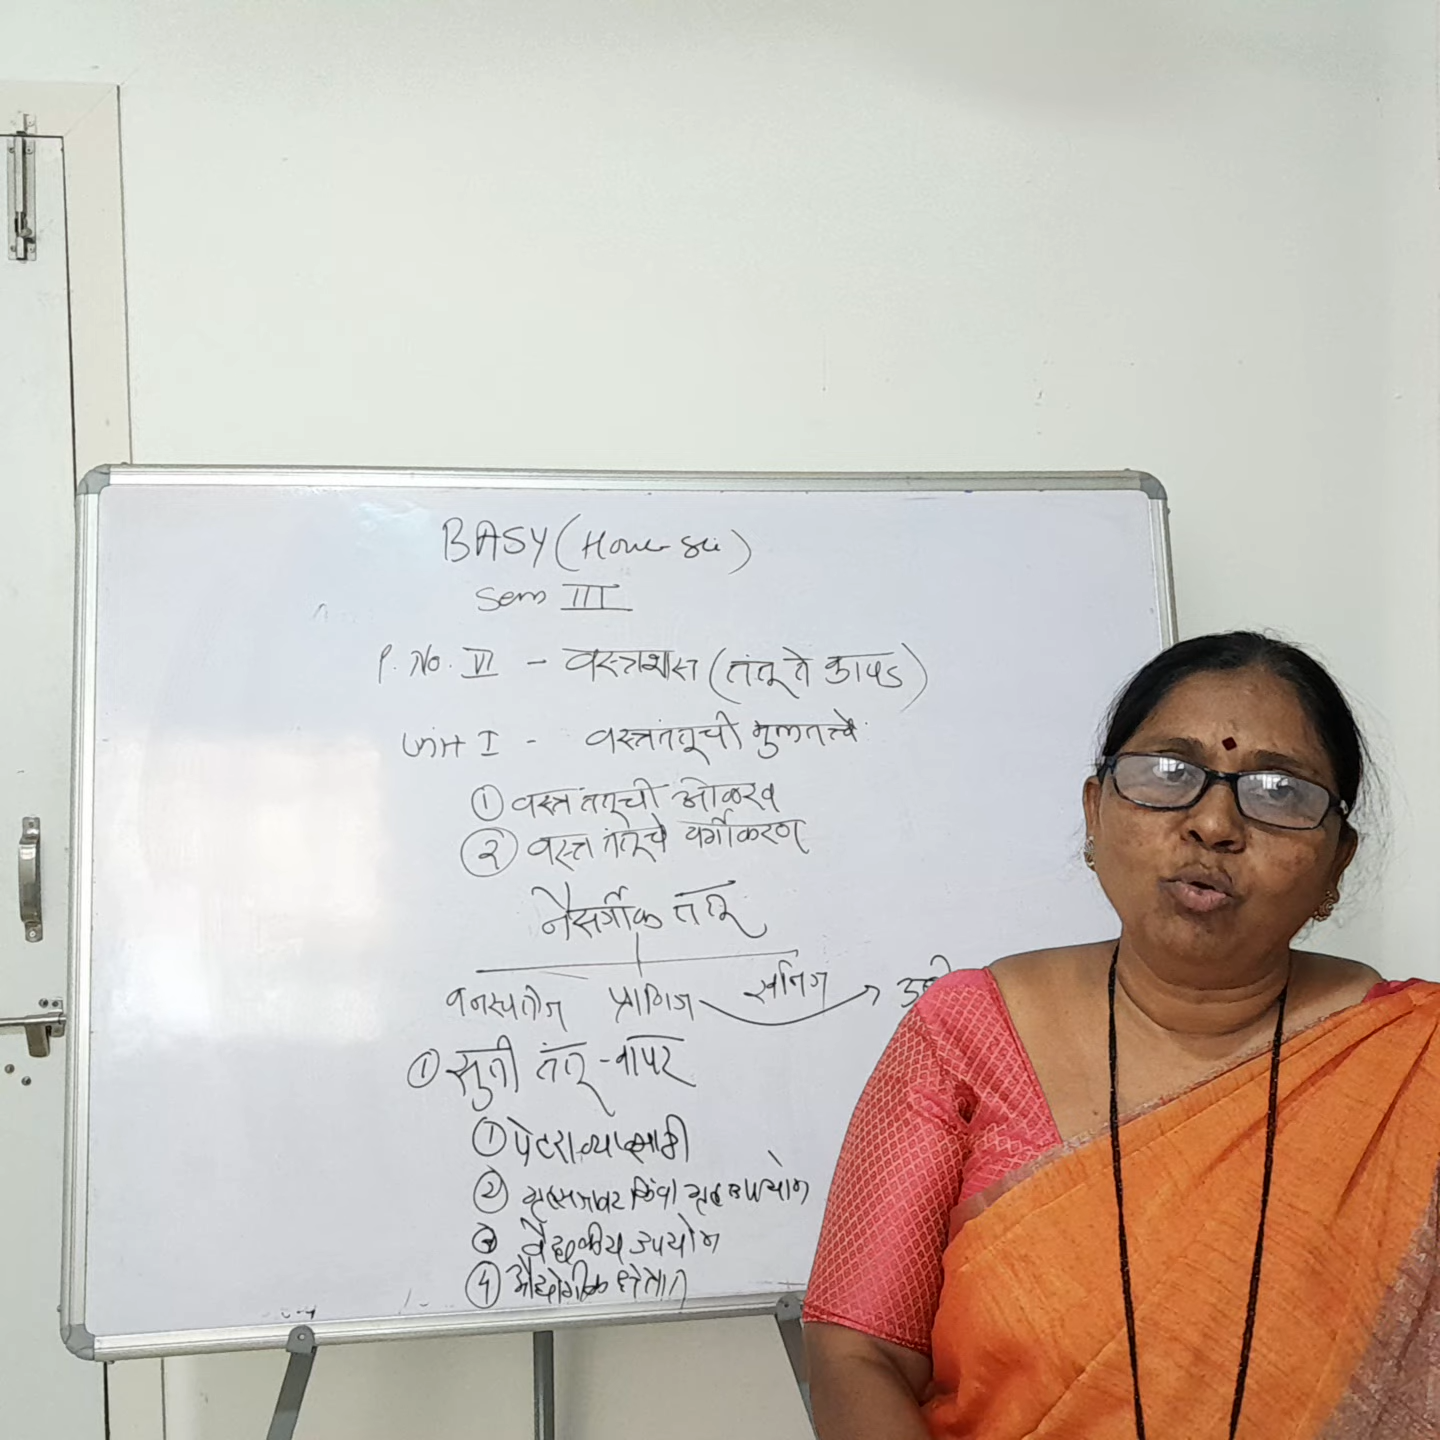 BASY (Home Sci)
Sem III
P. No. VI - वस्त्रशास्त्र (तंतू ते कापड)
Unit I - वस्त्रतंतूची मुलतत्त्वे
① वस्त्र तंतूची ओळख
② वस्त्र तंतूचे वर्गीकरण
नैसर्गीक तंतू
वनस्पतीज प्राणिज खनिज →
① सुती तंतू - वापर
① पेहराव्यासाठी
② गृहसजावट किंवा गृह उपयोग
③ वैद्यकीय उपयोग
④ औद्योगीक क्षेत्रात